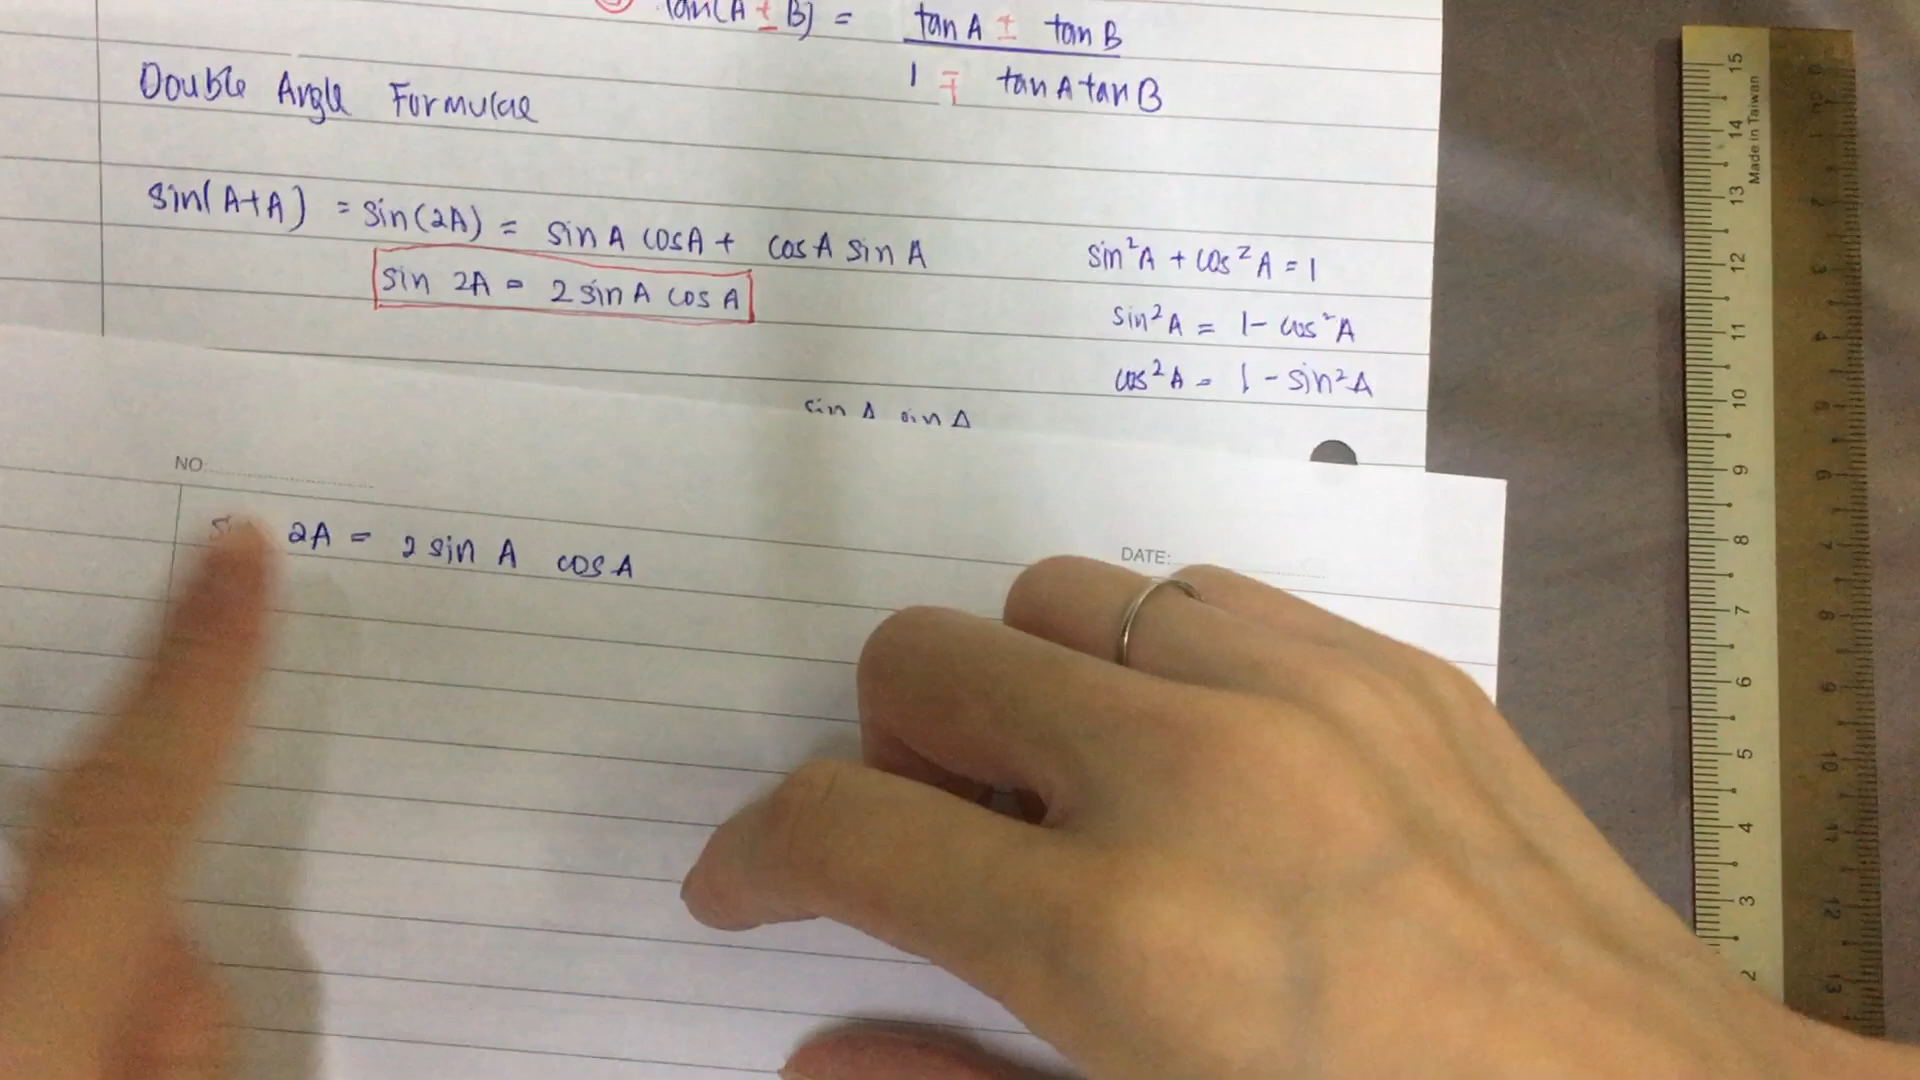 tan(A ± B) = tan A ± tan B
1 ∓ tan A tan B
Double Angle Formulae
sin(A+A) = sin(2A) = sin A cos A + cos A sin A
sin 2A = 2 sin A cos A
sin²A + cos²A = 1
sin²A = 1 - cos²A
cos²A = 1 - sin²A
NO:
DATE:
2A = 2 sin A cos A
Made in Taiwan
15
14
13
12
11
10
9
8
7
6
5
4
3
2